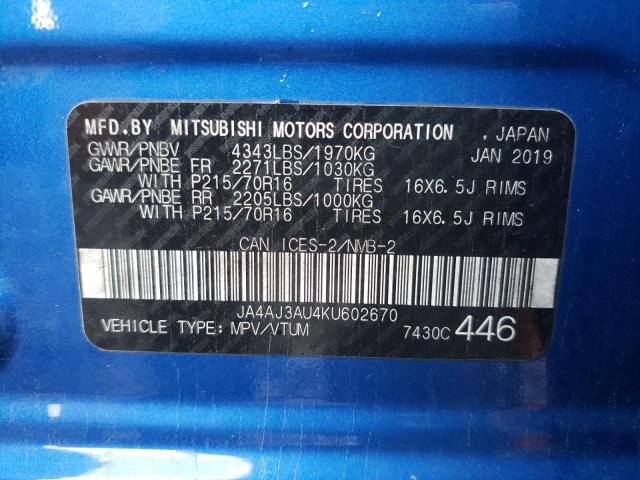 MFD.BY MITSUBISHI MOTORS CORPORATION , JAPAN
GVWR/PNBV 4343LBS/1970KG JAN 2019
GAWR/PNBE FR 2271LBS/1030KG
WITH P215/70R16 TIRES 16X6.5J RIMS
GAWR/PNBE RR 2205LBS/1000KG
WITH P215/70R16 TIRES 16X6.5J RIMS
CAN ICES-2/NMB-2
JA4AJ3AU4KU602670
VEHICLE TYPE: MPV/VTUM 7430C 446